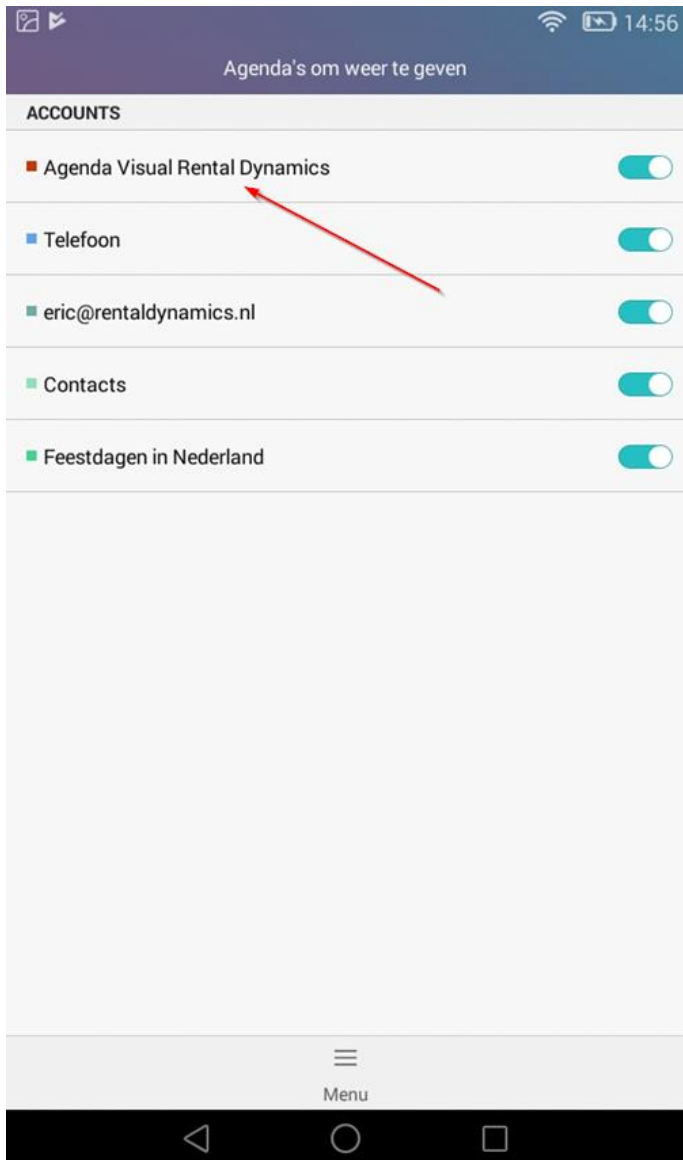 14:56
Agenda's om weer te geven
ACCOUNTS
Agenda Visual Rental Dynamics
Telefoon
eric@rentaldynamics.nl
Contacts
Feestdagen in Nederland
Menu